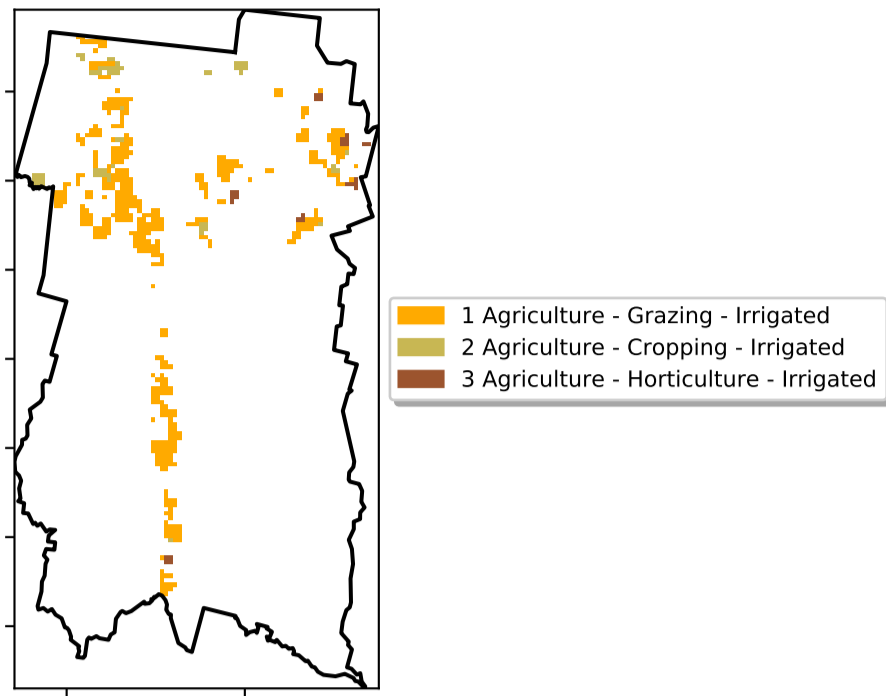 1 Agriculture - Grazing - Irrigated
2 Agriculture - Cropping - Irrigated
3 Agriculture - Horticulture - Irrigated